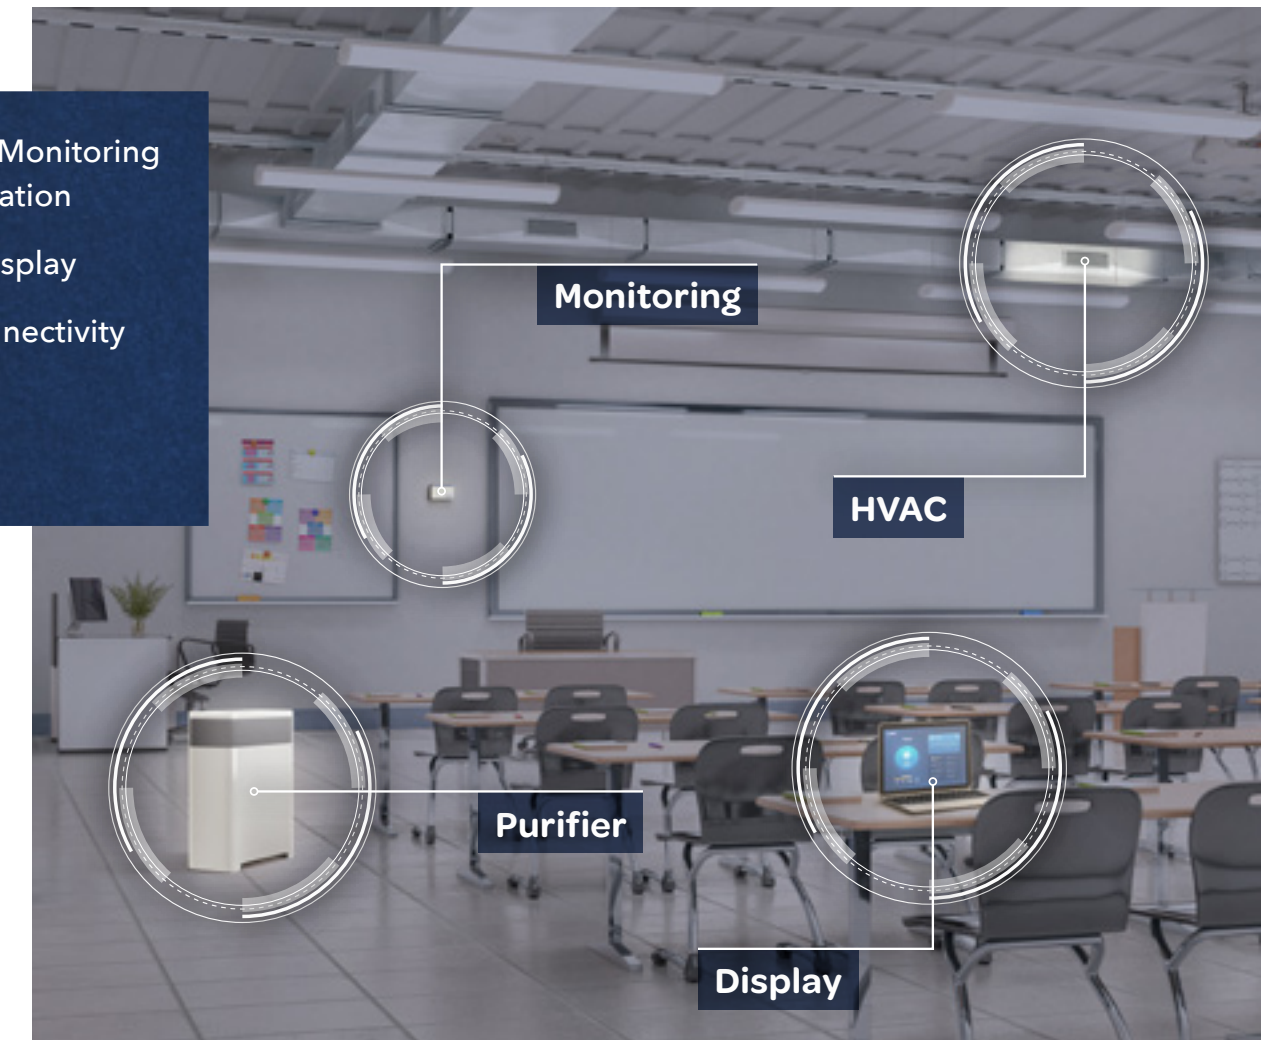 Monitoring
ation
splay
nectivity
Monitoring
HVAC
Purifier
Display